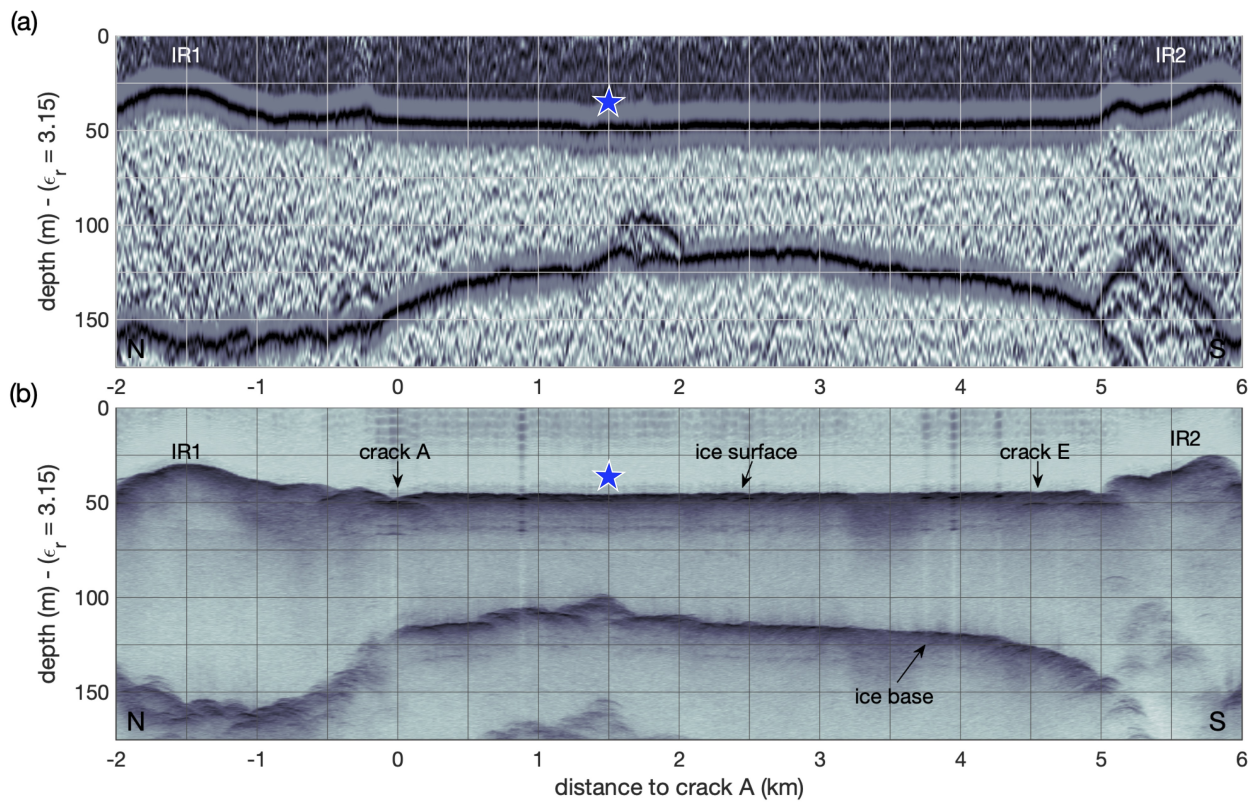 (a)
0
50
100
150
depth (m) - (ϵr = 3.15)
IR1
IR2
N
S
-2
-1
0
1
2
3
4
5
6
(b)
0
50
100
150
depth (m) - (ϵr = 3.15)
IR1
crack A
ice surface
crack E
IR2
ice base
N
S
-2
-1
0
1
2
3
4
5
6
distance to crack A (km)